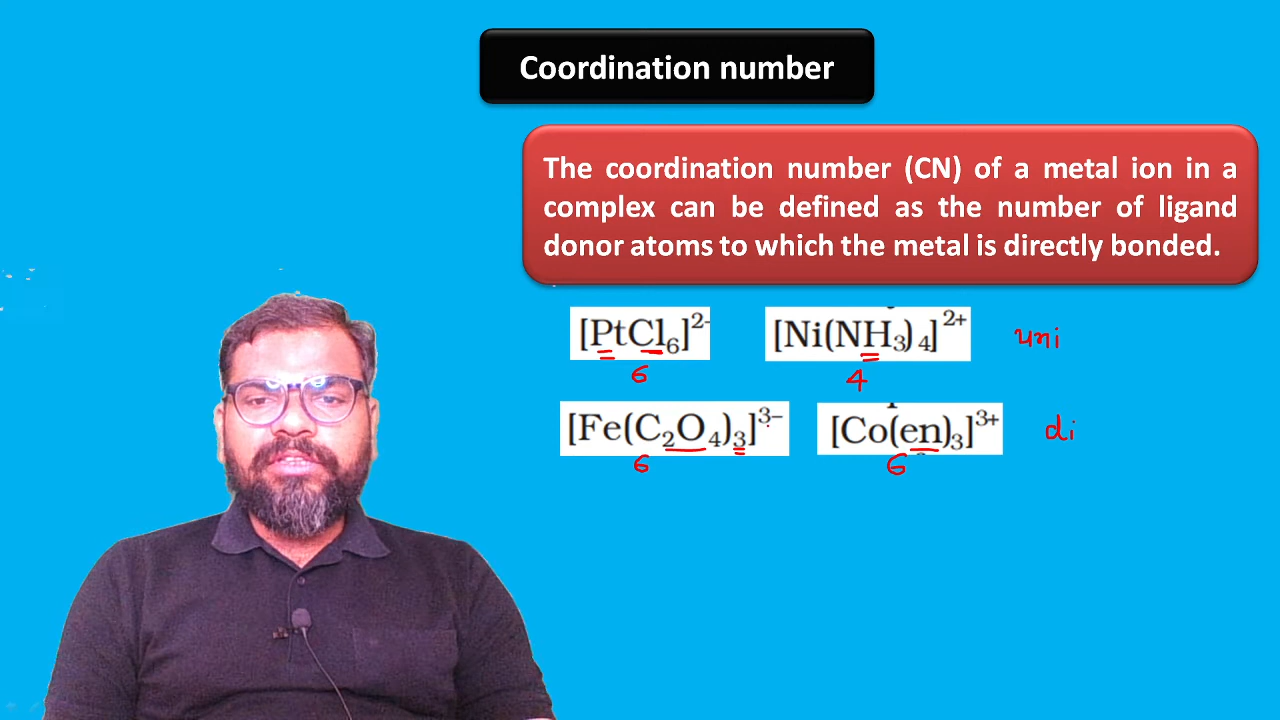 Coordination number
The coordination number (CN) of a metal ion in a
complex can be defined as the number of ligand
donor atoms to which the metal is directly bonded.
[PtCl₆]²⁻ [Ni(NH₃)₄]²⁺ uni
6 4
[Fe(C₂O₄)₃]³⁻ [Co(en)₃]³⁺ di
6 6